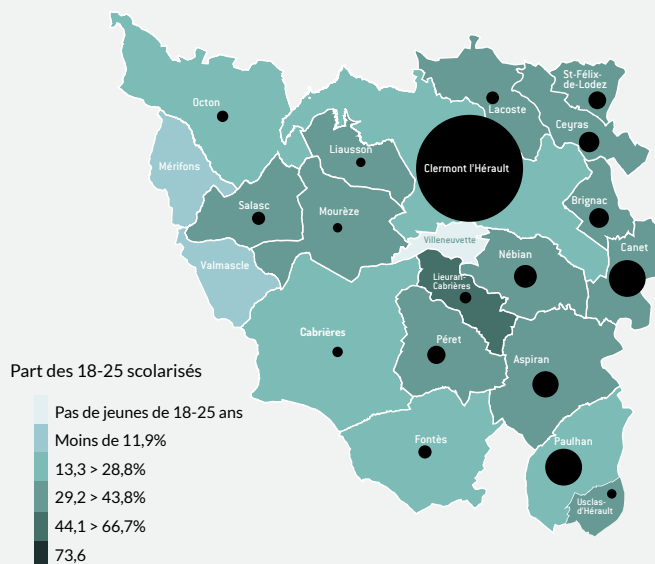 St-Félix-
de-Lodez
Octon
Lacoste
Ceyras
Liausson
Mérifons
Clermont l'Hérault
Salasc
Brignac
Mourèze
Villeneuvette
Canet
Nébian
Valmascle
Lieuran-
Cabrières
Cabrières
Péret
Aspiran
Part des 18-25 scolarisés
Pas de jeunes de 18-25 ans
Moins de 11,9%
13,3 > 28,8%
29,2 > 43,8%
44,1 > 66,7%
73,6
Fontès
Paulhan
Usclas-
d'Hérault